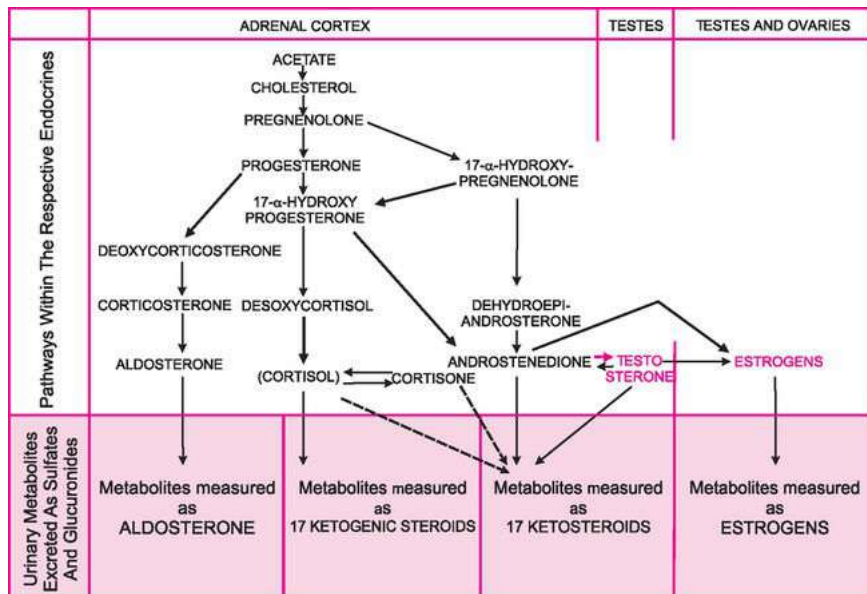 ADRENAL CORTEX
TESTES
TESTES AND OVARIES
Pathways Within The Respective Endocrines
ACETATE
CHOLESTEROL
PREGNENOLONE
PROGESTERONE
17-α-HYDROXY-
PREGNENOLONE
17-α-HYDROXY
PROGESTERONE
DEOXYCORTICOSTERONE
CORTICOSTERONE
DESOXYCORTISOL
DEHYDROEPI-
ANDROSTERONE
ALDOSTERONE
(CORTISOL)
CORTISONE
ANDROSTENEDIONE
TESTO
STERONE
ESTROGENS
Urinary Metabolites
Excreted As Sulfates
And Glucuronides
Metabolites measured
as
ALDOSTERONE
Metabolites measured
as
17 KETOGENIC STEROIDS
Metabolites measured
as
17 KETOSTEROIDS
Metabolites measured
as
ESTROGENS